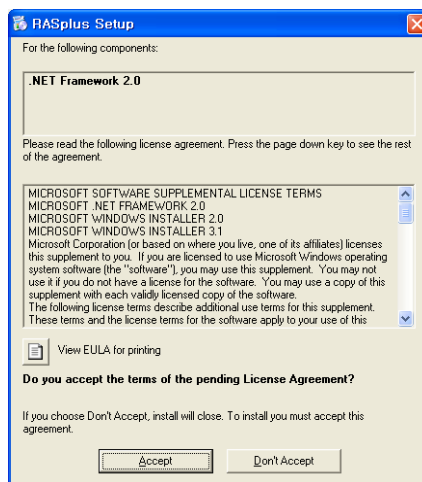 RASplus Setup
For the following components:
.NET Framework 2.0
Please read the following license agreement. Press the page down key to see the rest
of the agreement.
MICROSOFT SOFTWARE SUPPLEMENTAL LICENSE TERMS
MICROSOFT .NET FRAMEWORK 2.0
MICROSOFT WINDOWS INSTALLER 2.0
MICROSOFT WINDOWS INSTALLER 3.1
Microsoft Corporation (or based on where you live, one of its affiliates) licenses
this supplement to you. If you are licensed to use Microsoft Windows operating
system software (the "software"), you may use this supplement. You may not
use it if you do not have a license for the software. You may use a copy of this
supplement with each validly licensed copy of the software.
The following license terms describe additional use terms for this supplement.
These terms and the license terms for the software apply to your use of this
View EULA for printing
Do you accept the terms of the pending License Agreement?
If you choose Don't Accept, install will close. To install you must accept this
agreement.
Accept
Don't Accept